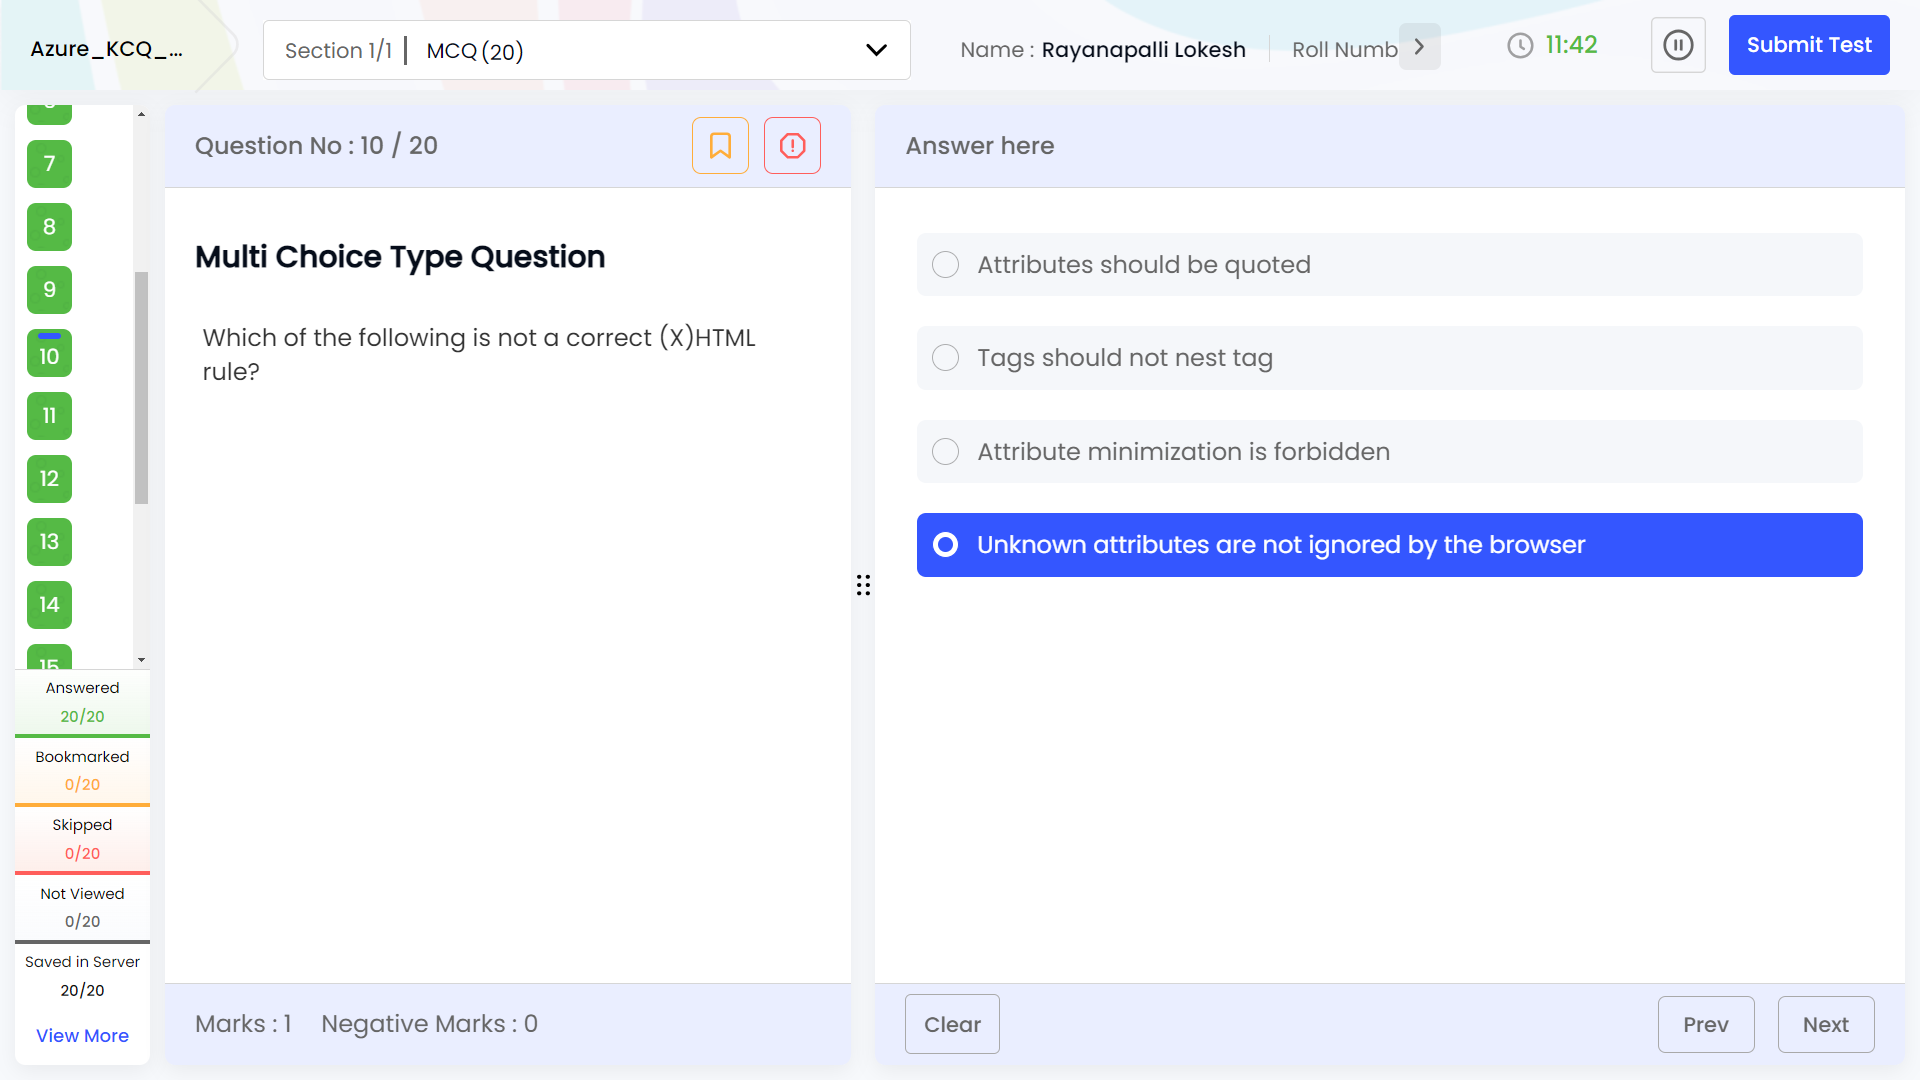 Azure_KCQ_...
Section 1/1 | MCQ (20)
Name : Rayanapalli Lokesh
Roll Numb
11:42
Submit Test
7
8
9
10
11
12
13
14
15
Answered
20/20
Bookmarked
0/20
Skipped
0/20
Not Viewed
0/20
Saved in Server
20/20
View More
Question No : 10 / 20
Multi Choice Type Question
Which of the following is not a correct (X)HTML
rule?
Marks : 1 Negative Marks : 0
Answer here
Attributes should be quoted
Tags should not nest tag
Attribute minimization is forbidden
Unknown attributes are not ignored by the browser
Clear
Prev
Next